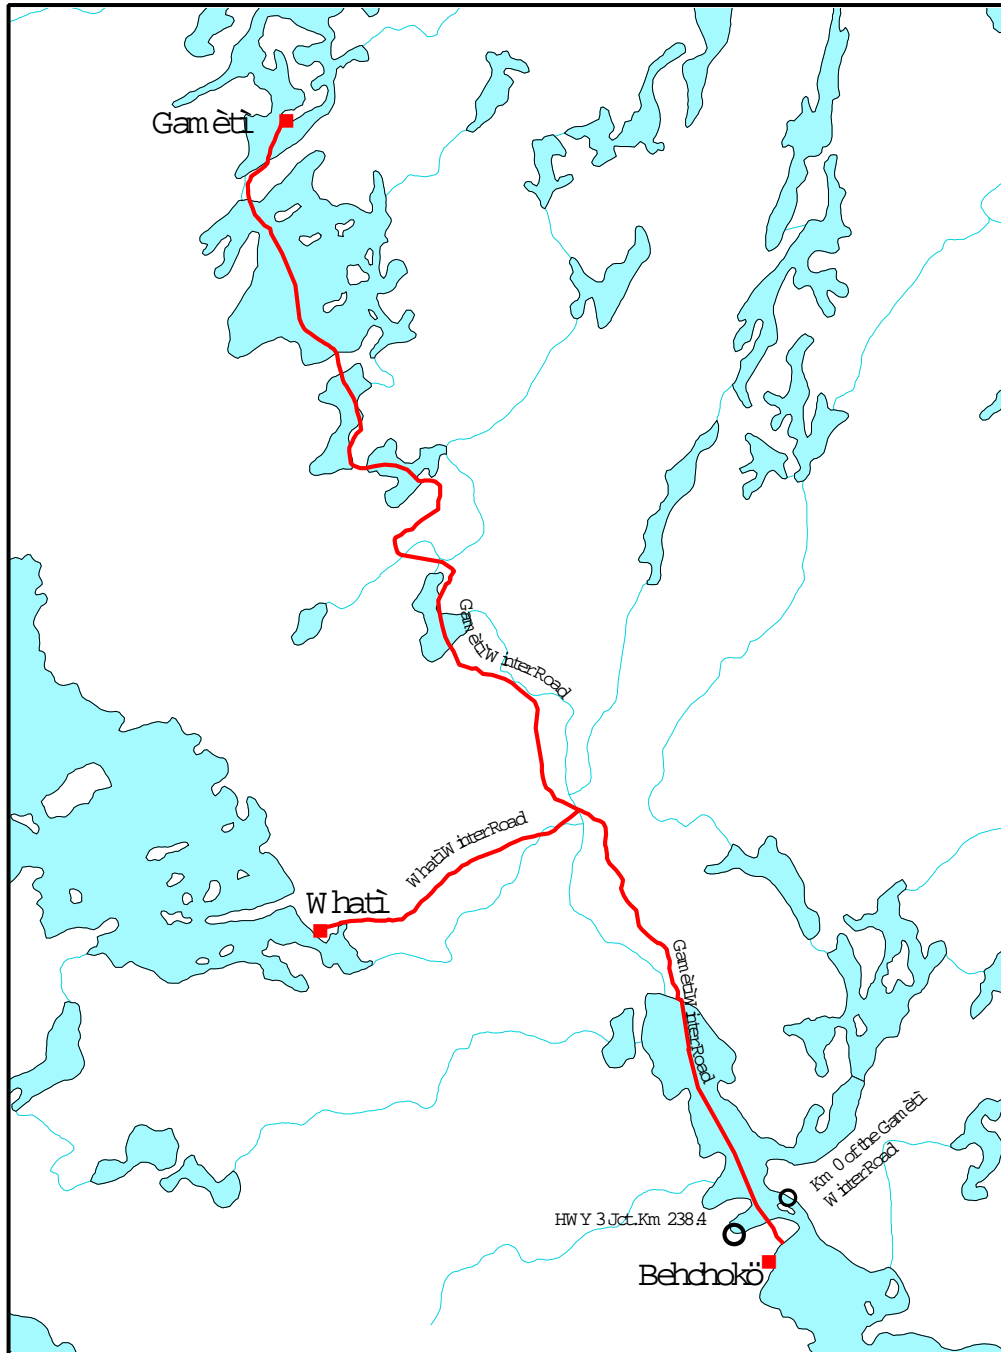 Gamètì
Gamètì Winter Road
Whatì Winter Road
Whatì
Gamètì Winter Road
Km 0 of the Gamètì
Winter Road
HWY 3 Jct. Km 238.4
Behchokö